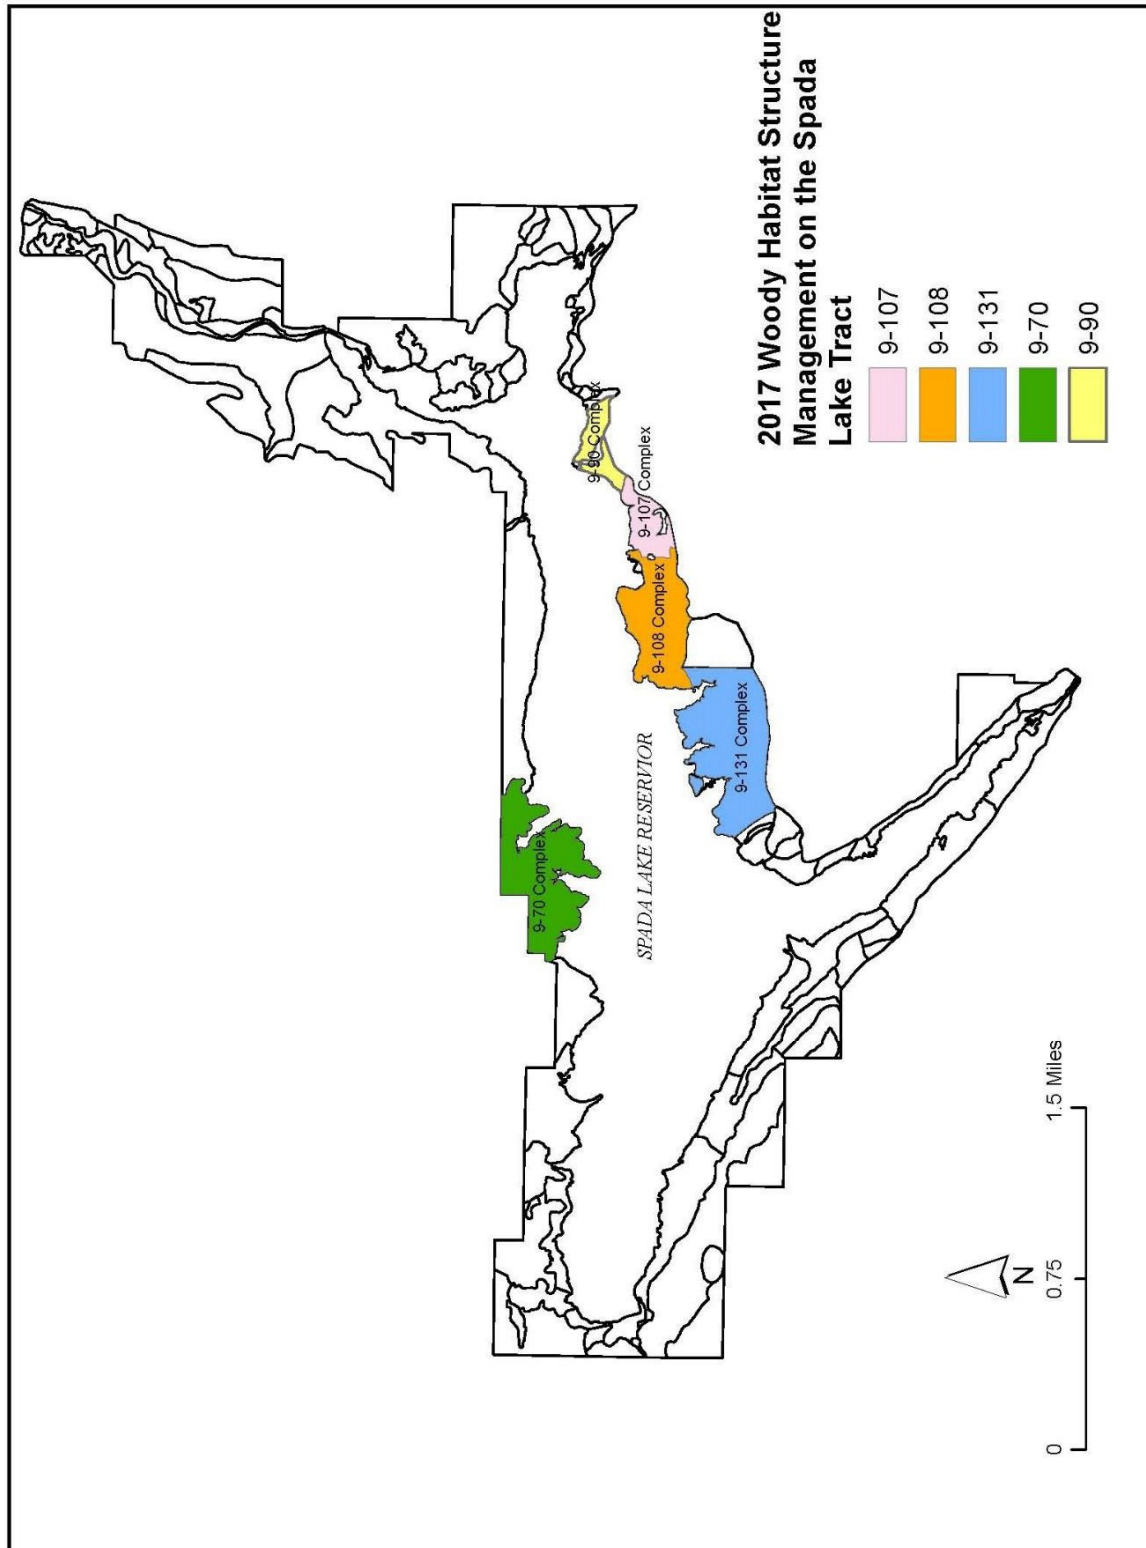 2017 Woody Habitat Structure
Management on the Spada
Lake Tract
9-107
9-108
9-131
9-70
9-90
9-70 Complex
SPADA LAKE RESERVIOR
9-90 Complex
9-107 Complex
9-108 Complex
9-131 Complex
N
0 0.75 1.5 Miles